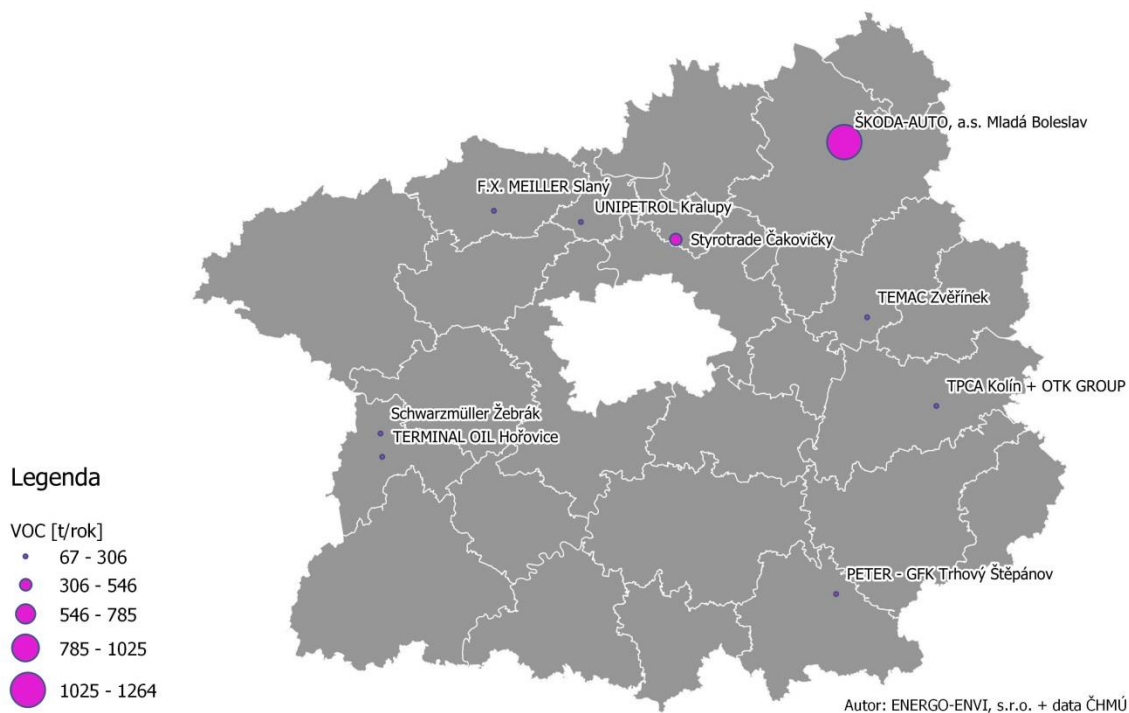 ŠKODA-AUTO, a.s. Mladá Boleslav
F.X. MEILLER Slaný
UNIPETROL Kralupy
Styrotrade Čakovičky
TEMAC Zvěřínek
TPCA Kolín + OTK GROUP
Schwarzmüller Žebrák
TERMINAL OIL Hořovice
PETER - GFK Trhový Štěpánov
Legenda
VOC [t/rok]
67 - 306
306 - 546
546 - 785
785 - 1025
1025 - 1264
Autor: ENERGO-ENVI, s.r.o. + data ČHMÚ